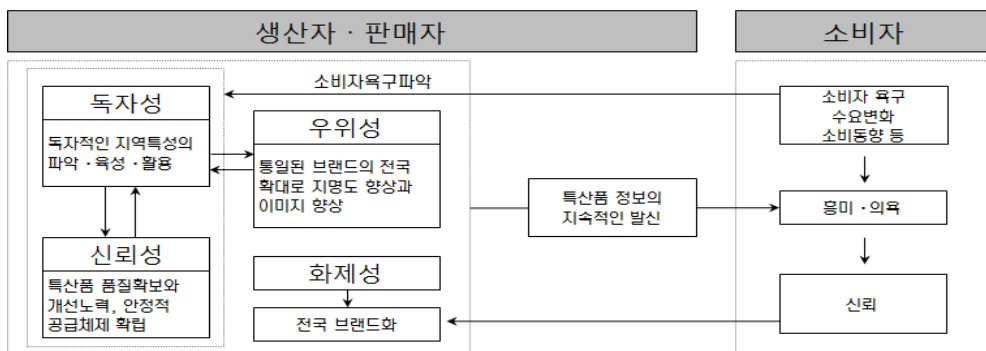 생산자 · 판매자
소비자
소비자욕구파악
독자성
독자적인 지역특성의
파악 · 육성 · 활용
우위성
통일된 브랜드의 전국
확대로 지명도 향상과
이미지 향상
신뢰성
특산품 품질확보와
개선노력, 안정적
공급체제 확립
화제성
전국 브랜드화
특산품 정보의
지속적인 발신
소비자 욕구
수요변화
소비동향 등
흥미 · 의욕
신뢰